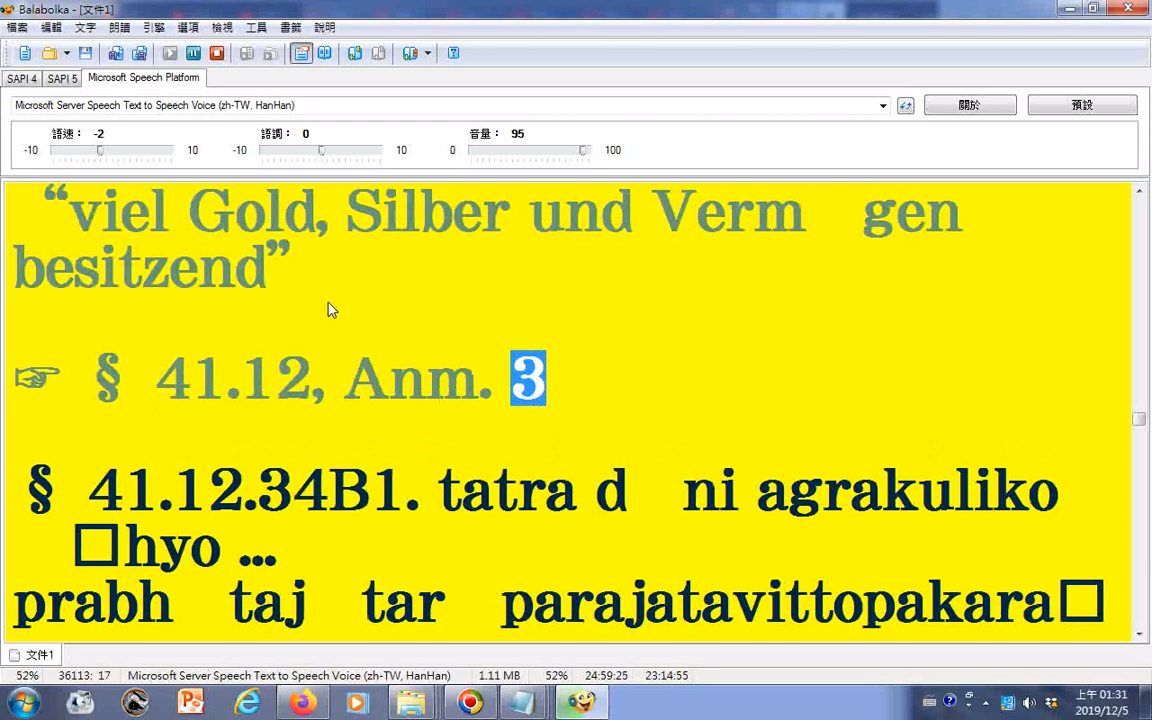 Balabolka - [文件1]
檔案 編輯 文字 朗讀 引擎 選項 檢視 工具 書籤 說明
SAPI 4 SAPI 5 Microsoft Speech Platform
Microsoft Server Speech Text to Speech Voice (zh-TW, HanHan) 關於 預設
語速： -2 語調： 0 音量： 95
-10 10 -10 10 0 100
“viel Gold, Silber und Verm gen
besitzend”
☞ § 41.12, Anm. 3
§ 41.12.34B1. tatra d ni agrakuliko
□hyo ...
prabh taj tar parajatavittopakara□
文件1
52% 36113: 17 Microsoft Server Speech Text to Speech Voice (zh-TW, HanHan) 1.11 MB 52% 24:59:25 23:14:55
上午 01:31
2019/12/5